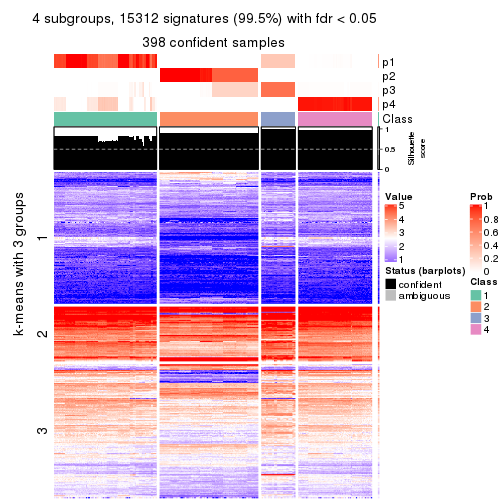 4 subgroups, 15312 signatures (99.5%) with fdr < 0.05
398 confident samples
p1
p2
p3
p4
Class
1
0.5
0
Silhouette
score
k-means with 3 groups
1
2
3
Value
5
4
3
2
1
Status (barplots)
confident
ambiguous
Prob
1
0.8
0.6
0.4
0.2
0
Class
1
2
3
4